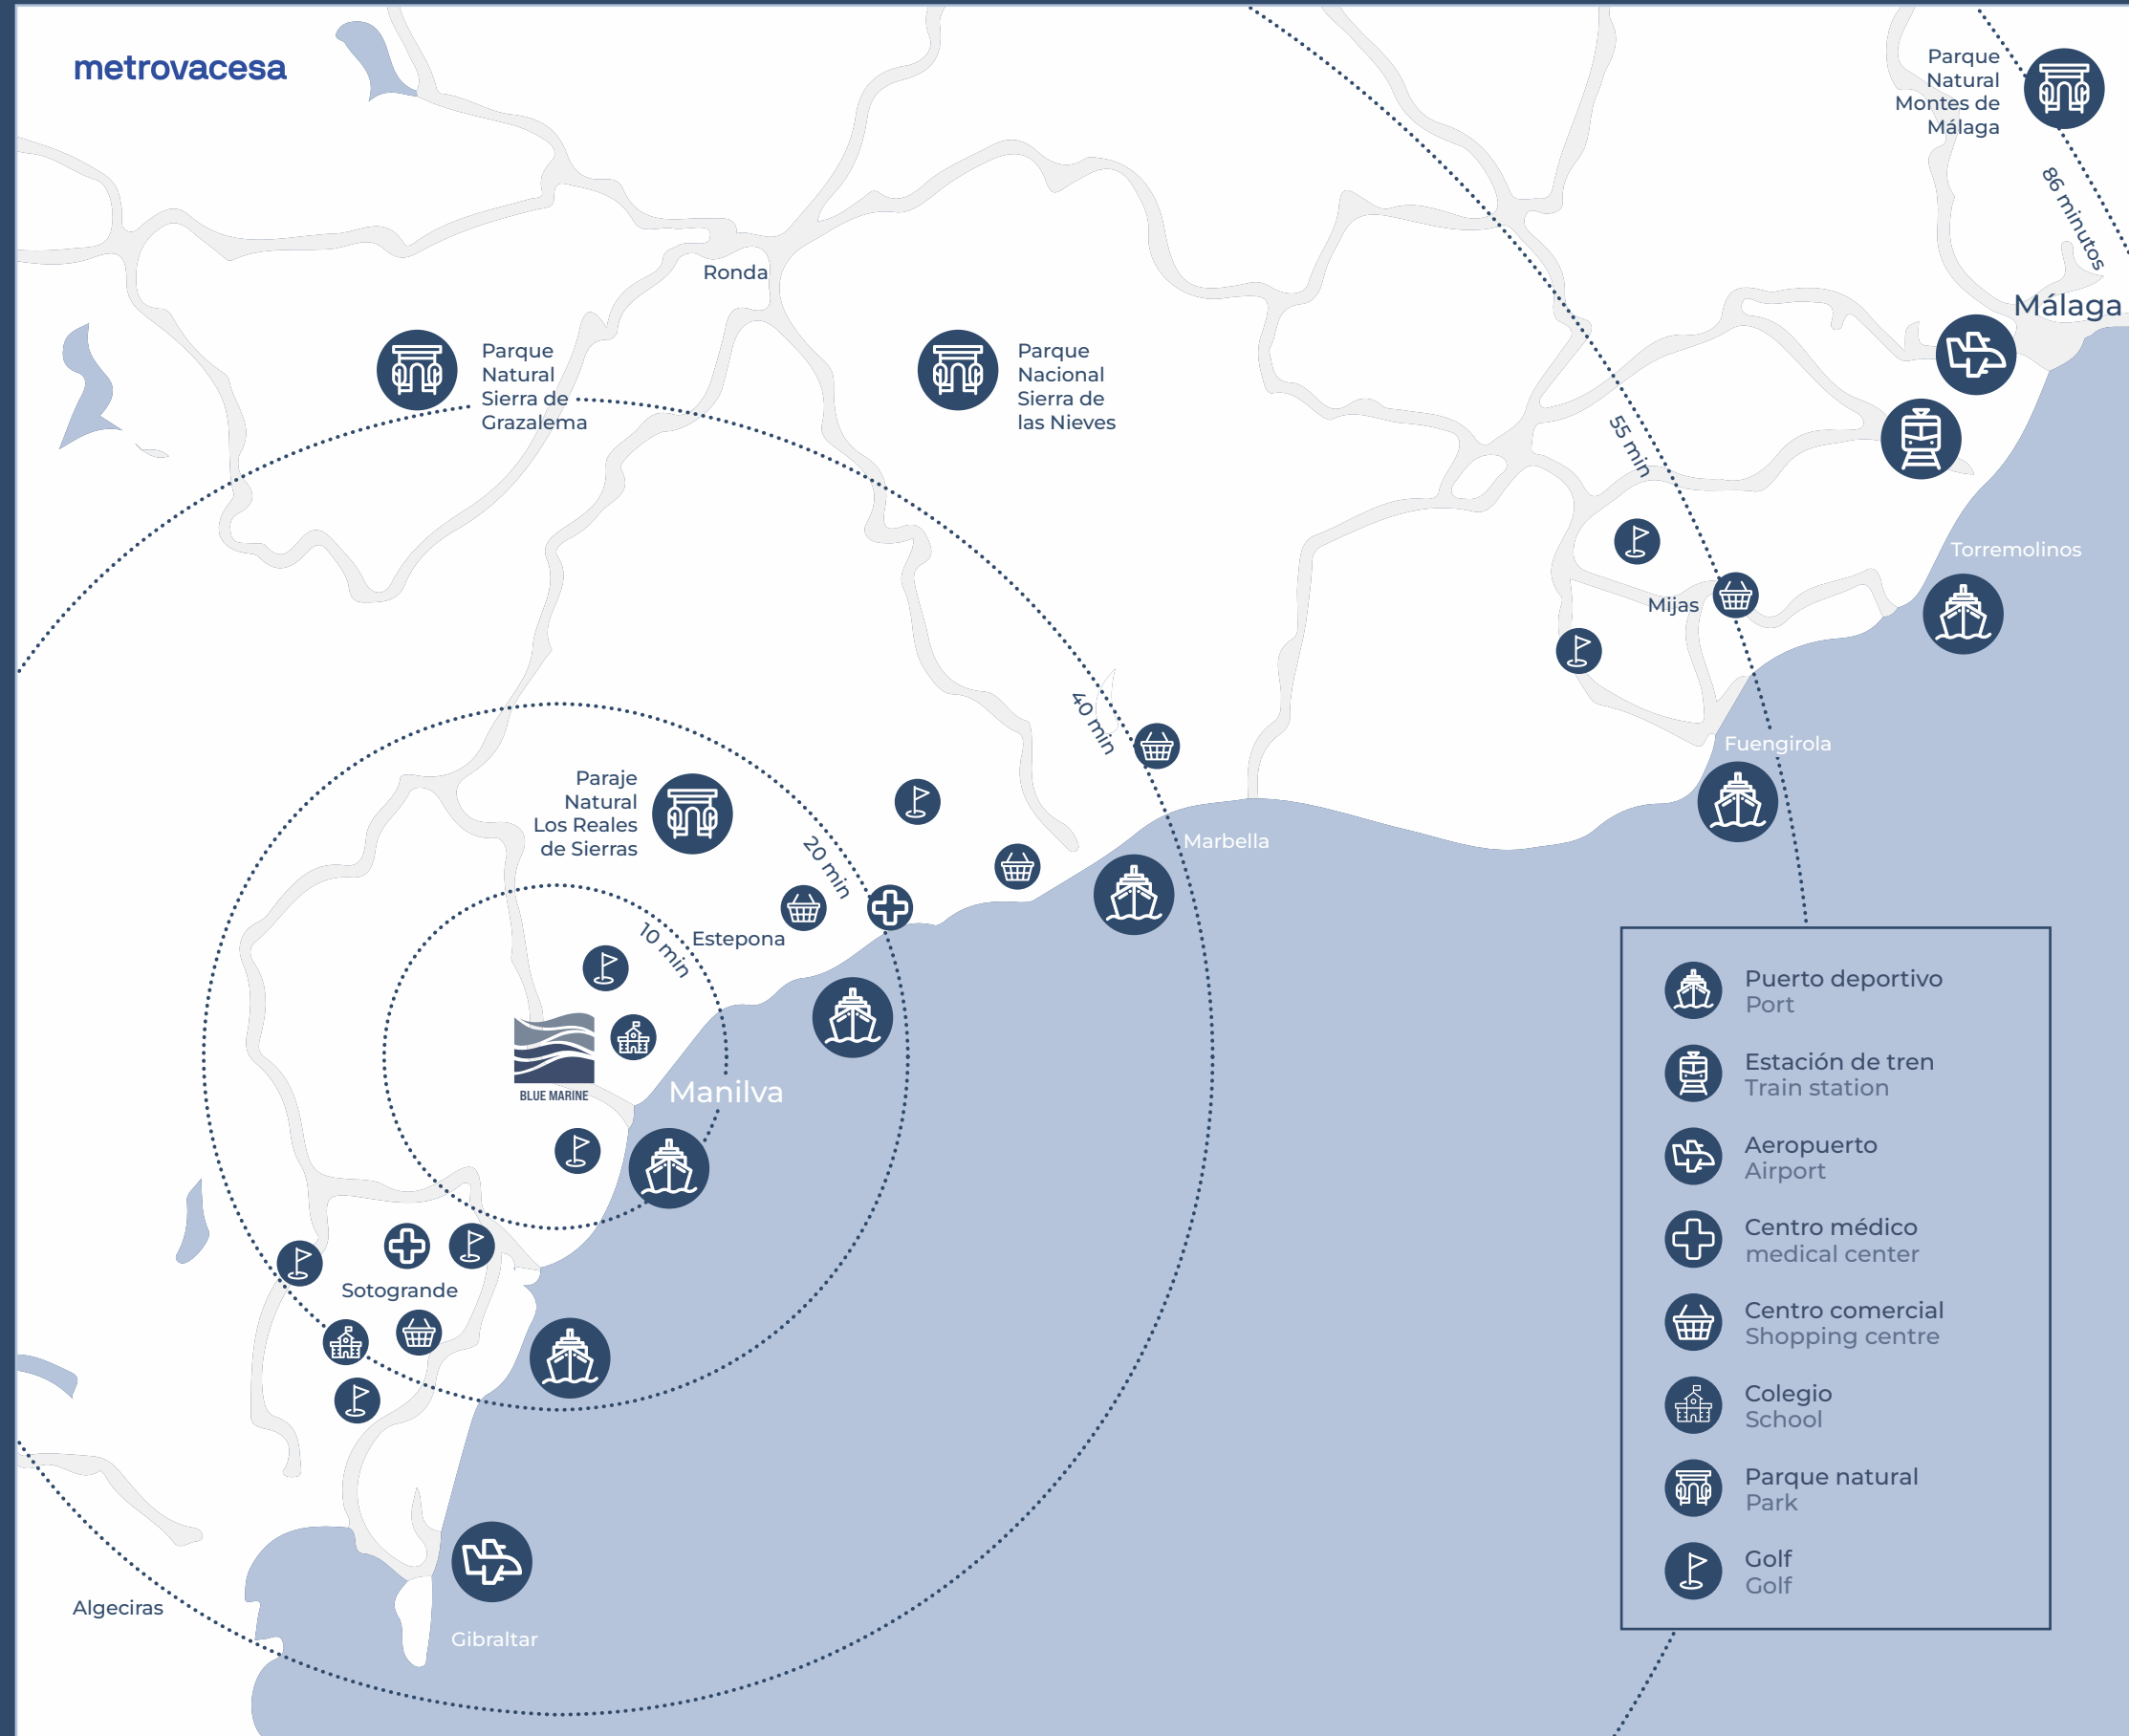 metrovacesa
Parque
Natural
Montes de
Málaga
86 minutos
Ronda
Málaga
Parque
Natural
Sierra de
Grazalema
Parque
Nacional
Sierra de
las Nieves
55 min
Torremolinos
Mijas
40 min
Fuengirola
Paraje
Natural
Los Reales
de Sierras
20 min
Marbella
10 min
Estepona
BLUE MARINE
Manilva
Sotogrande
Algeciras
Gibraltar
Puerto deportivo
Port
Estación de tren
Train station
Aeropuerto
Airport
Centro médico
medical center
Centro comercial
Shopping centre
Colegio
School
Parque natural
Park
Golf
Golf